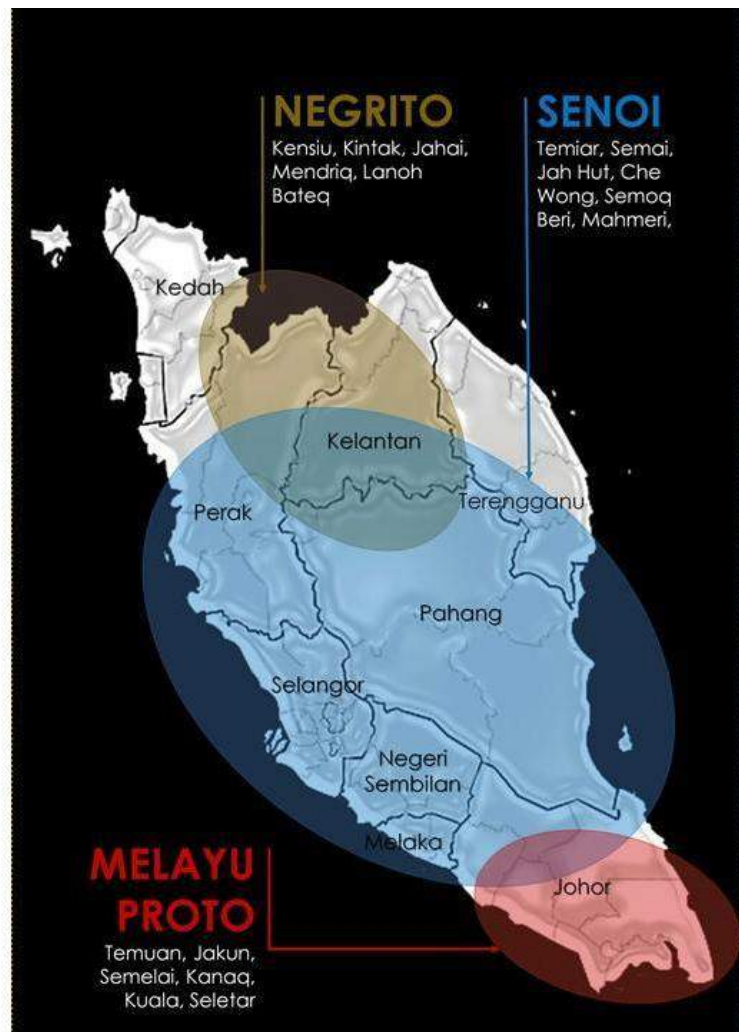 NEGRITO
Kensiu, Kintak, Jahai,
Mendriq, Lanoh
Bateq
SENOI
Temiar, Semai,
Jah Hut, Che
Wong, Semoq
Beri, Mahmeri,
Kedah
Kelantan
Perak
Terengganu
Pahang
Selangor
Negeri
Sembilan
Melaka
Johor
MELAYU
PROTO
Temuan, Jakun,
Semelai, Kanaq,
Kuala, Seletar